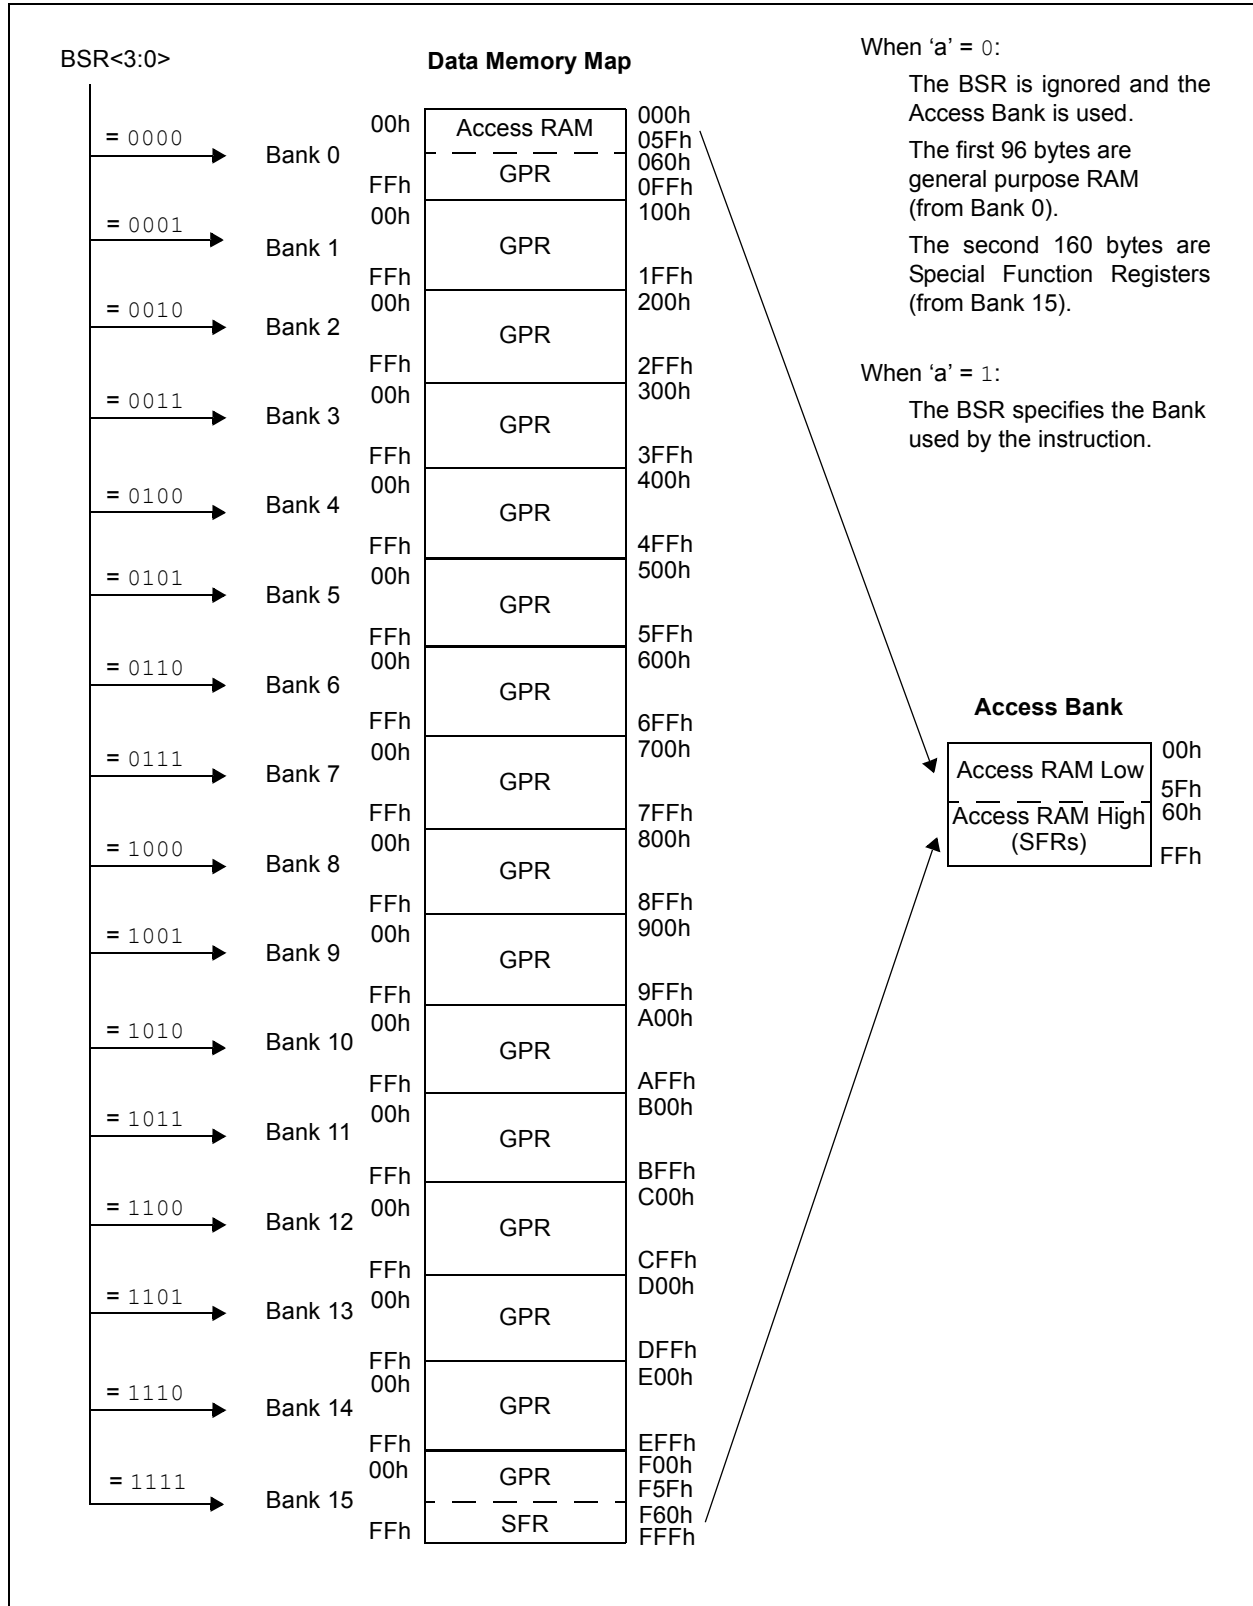 BSR<3:0>
Data Memory Map
When ‘a’ = 0:
The BSR is ignored and the
Access Bank is used.
The first 96 bytes are
general purpose RAM
(from Bank 0).
The second 160 bytes are
Special Function Registers
(from Bank 15).
When ‘a’ = 1:
The BSR specifies the Bank
used by the instruction.
= 0000
Bank 0
00h
Access RAM
000h
05Fh
060h
GPR
FFh
0FFh
= 0001
Bank 1
00h
GPR
100h
FFh
1FFh
= 0010
Bank 2
00h
GPR
200h
FFh
2FFh
= 0011
Bank 3
00h
GPR
300h
FFh
3FFh
= 0100
Bank 4
00h
GPR
400h
FFh
4FFh
= 0101
Bank 5
00h
GPR
500h
FFh
5FFh
= 0110
Bank 6
00h
GPR
600h
FFh
6FFh
= 0111
Bank 7
00h
GPR
700h
FFh
7FFh
= 1000
Bank 8
00h
GPR
800h
FFh
8FFh
= 1001
Bank 9
00h
GPR
900h
FFh
9FFh
= 1010
Bank 10
00h
GPR
A00h
FFh
AFFh
= 1011
Bank 11
00h
GPR
B00h
FFh
BFFh
= 1100
Bank 12
00h
GPR
C00h
FFh
CFFh
= 1101
Bank 13
00h
GPR
D00h
FFh
DFFh
= 1110
Bank 14
00h
GPR
E00h
FFh
EFFh
= 1111
Bank 15
00h
GPR
F00h
F5Fh
SFR
F60h
FFh
FFFh
Access Bank
Access RAM Low
00h
5Fh
Access RAM High
(SFRs)
60h
FFh